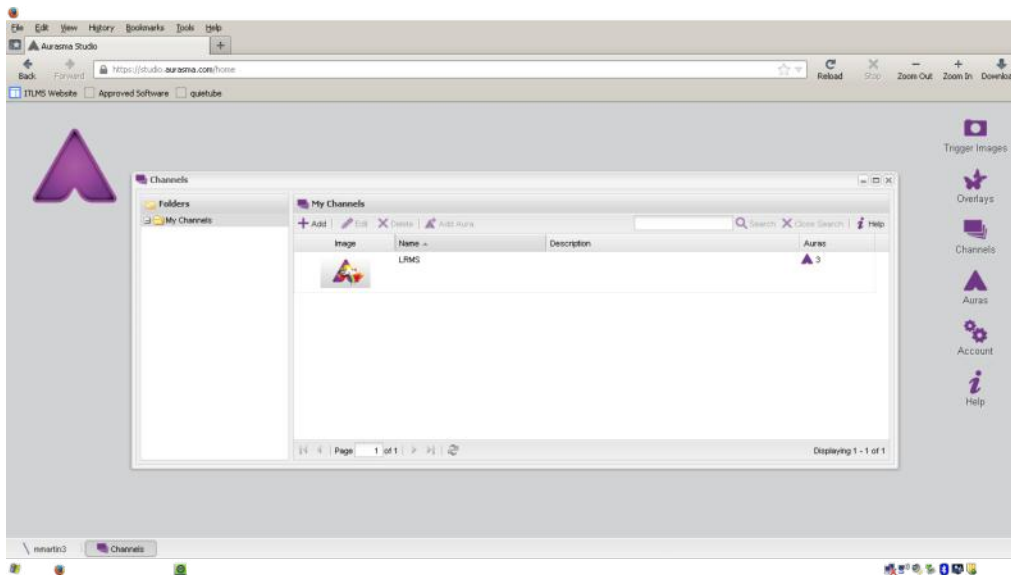 File Edit View History Bookmarks Tools Help
Aurasma Studio
Back Forward https://studio.aurasma.com/home Reload Stop Zoom Out Zoom In Downloa
ITLMS Website Approved Software quietube
Trigger Images
Overlays
Channels
Auras
Account
Help
Channels
Folders
My Channels
My Channels
Add Edit Delete Add Aura Search Close Search Help
Image Name Description Auras
LRMS 3
Page 1 of 1 Displaying 1 - 1 of 1
mmartin3 Channels